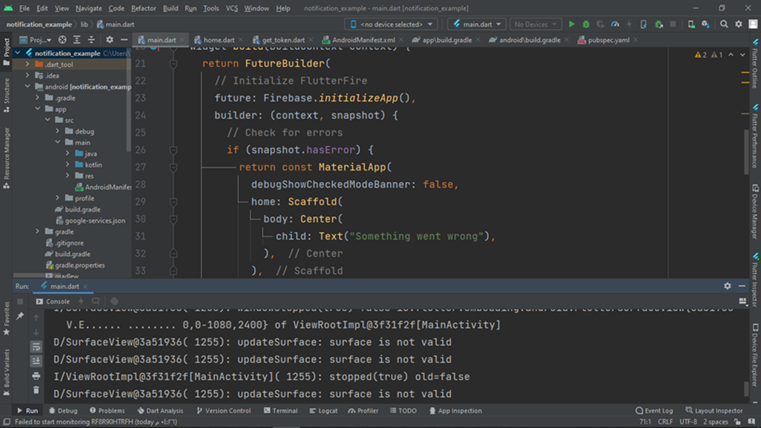 File Edit View Navigate Code Refactor Build Run Tools VCS Window Help notification_example - main.dart
notification_example lib main.dart <no device selected> main.dart No Devices
Proj... main.dart home.dart get_token.dart AndroidManifest.xml app\build.gradle android\build.gradle pubspec.yaml
notification_example C:\Users\
.dart_tool
.idea
android [notification_examp
.gradle
app
src
debug
main
java
kotlin
res
AndroidManifest
profile
build.gradle
google-services.json
gradle
.gitignore
build.gradle
gradle.properties
Project
Structure
Resource Manager
Favorites
Build Variants
2 1
21 return FutureBuilder(
22 // Initialize FlutterFire
23 future: Firebase.initializeApp(),
24 builder: (context, snapshot) {
25 // Check for errors
26 if (snapshot.hasError) {
27 return const MaterialApp(
28 debugShowCheckedModeBanner: false,
29 home: Scaffold(
30 body: Center(
31 child: Text("Something went wrong"),
32 ), // Center
33 ), // Scaffold
Flutter Outline
Flutter Performance
Device Manager
Flutter Inspector
Device File Explorer
Run: main.dart
Console
V.E...... ........ 0,0-1080,2400} of ViewRootImpl@3f31f2f[MainActivity]
D/SurfaceView@3a51936( 1255): updateSurface: surface is not valid
D/SurfaceView@3a51936( 1255): updateSurface: surface is not valid
I/ViewRootImpl@3f31f2f[MainActivity]( 1255): stopped(true) old=false
D/SurfaceView@3a51936( 1255): updateSurface: surface is not valid
Run Debug Problems Dart Analysis Version Control Terminal Logcat Profiler TODO App Inspection Event Log Layout Inspector
Failed to start monitoring RF8R90HTRFH 71:1 CRLF UTF-8 2 spaces